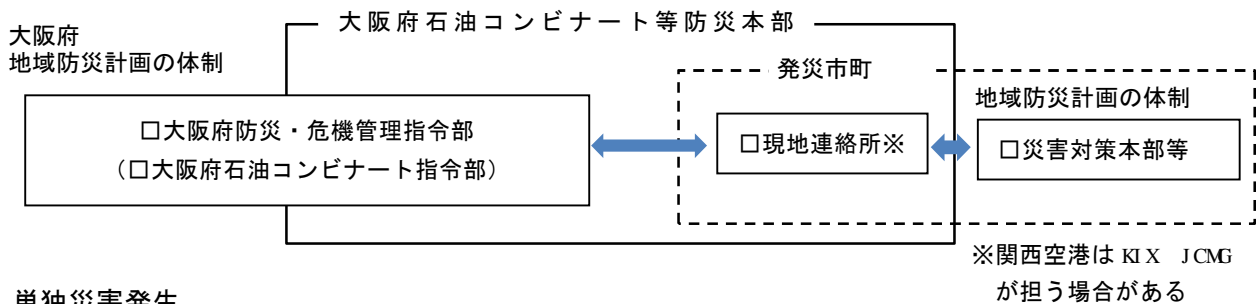 大阪府石油コンビナート等防災本部
大阪府
地域防災計画の体制
発災市町
地域防災計画の体制
□大阪府防災・危機管理指令部
（□大阪府石油コンビナート指令部）
□現地連絡所※
□災害対策本部等
※関西空港は KIX JCMG
が担う場合がある
単独災害発生